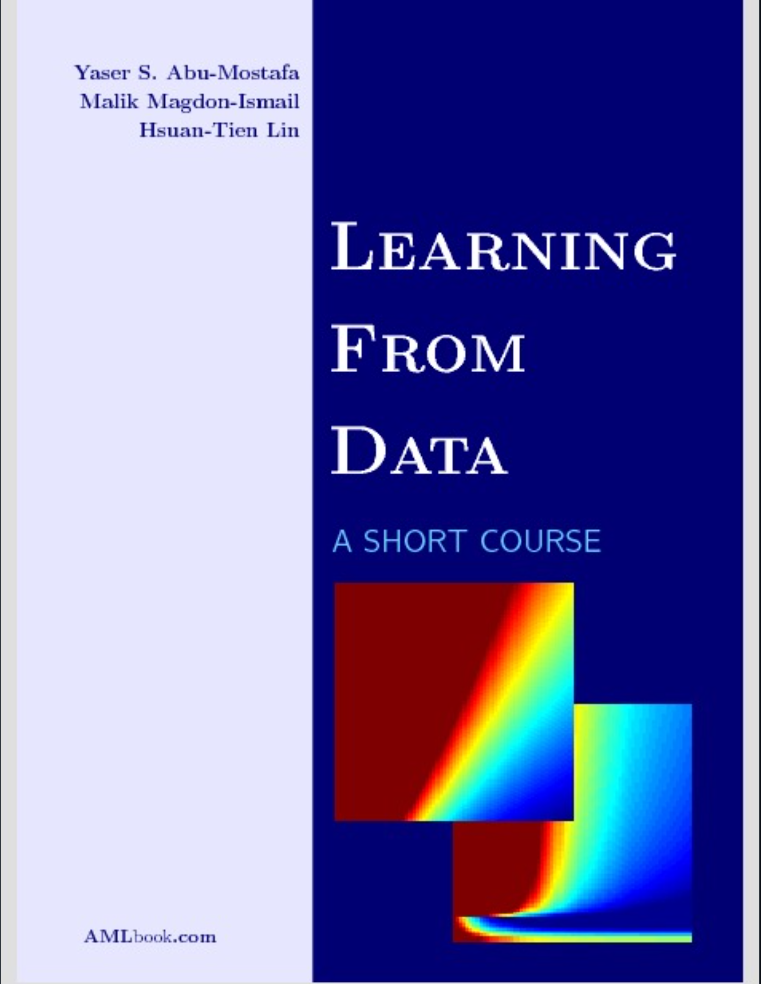 Yaser S. Abu-Mostafa
Malik Magdon-Ismail
Hsuan-Tien Lin
LEARNING
FROM
DATA
A SHORT COURSE
AMLbook.com